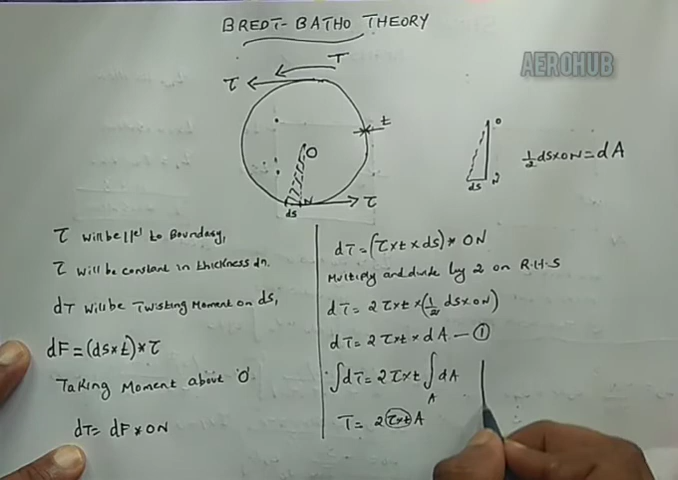 BREDT-BATHO THEORY
AEROHUB
T
τ
t
O
ds
N
τ
O
ds
N
½ ds×ON = dA
τ will be ||el to Boundary,
τ will be constant in thickness dn.
dT will be Twisting Moment on ds,
dF = (ds×t)*τ
Taking Moment about 'O'
dT = dF * ON
dT = (τ×t×ds)* ON
Multiply and divide by 2 on R.H.S
dT = 2τ×t×(½ ds×ON)
dT = 2τ×t×dA — ①
∫dT = 2τ×t ∫dA
A
T = 2(τ×t)A